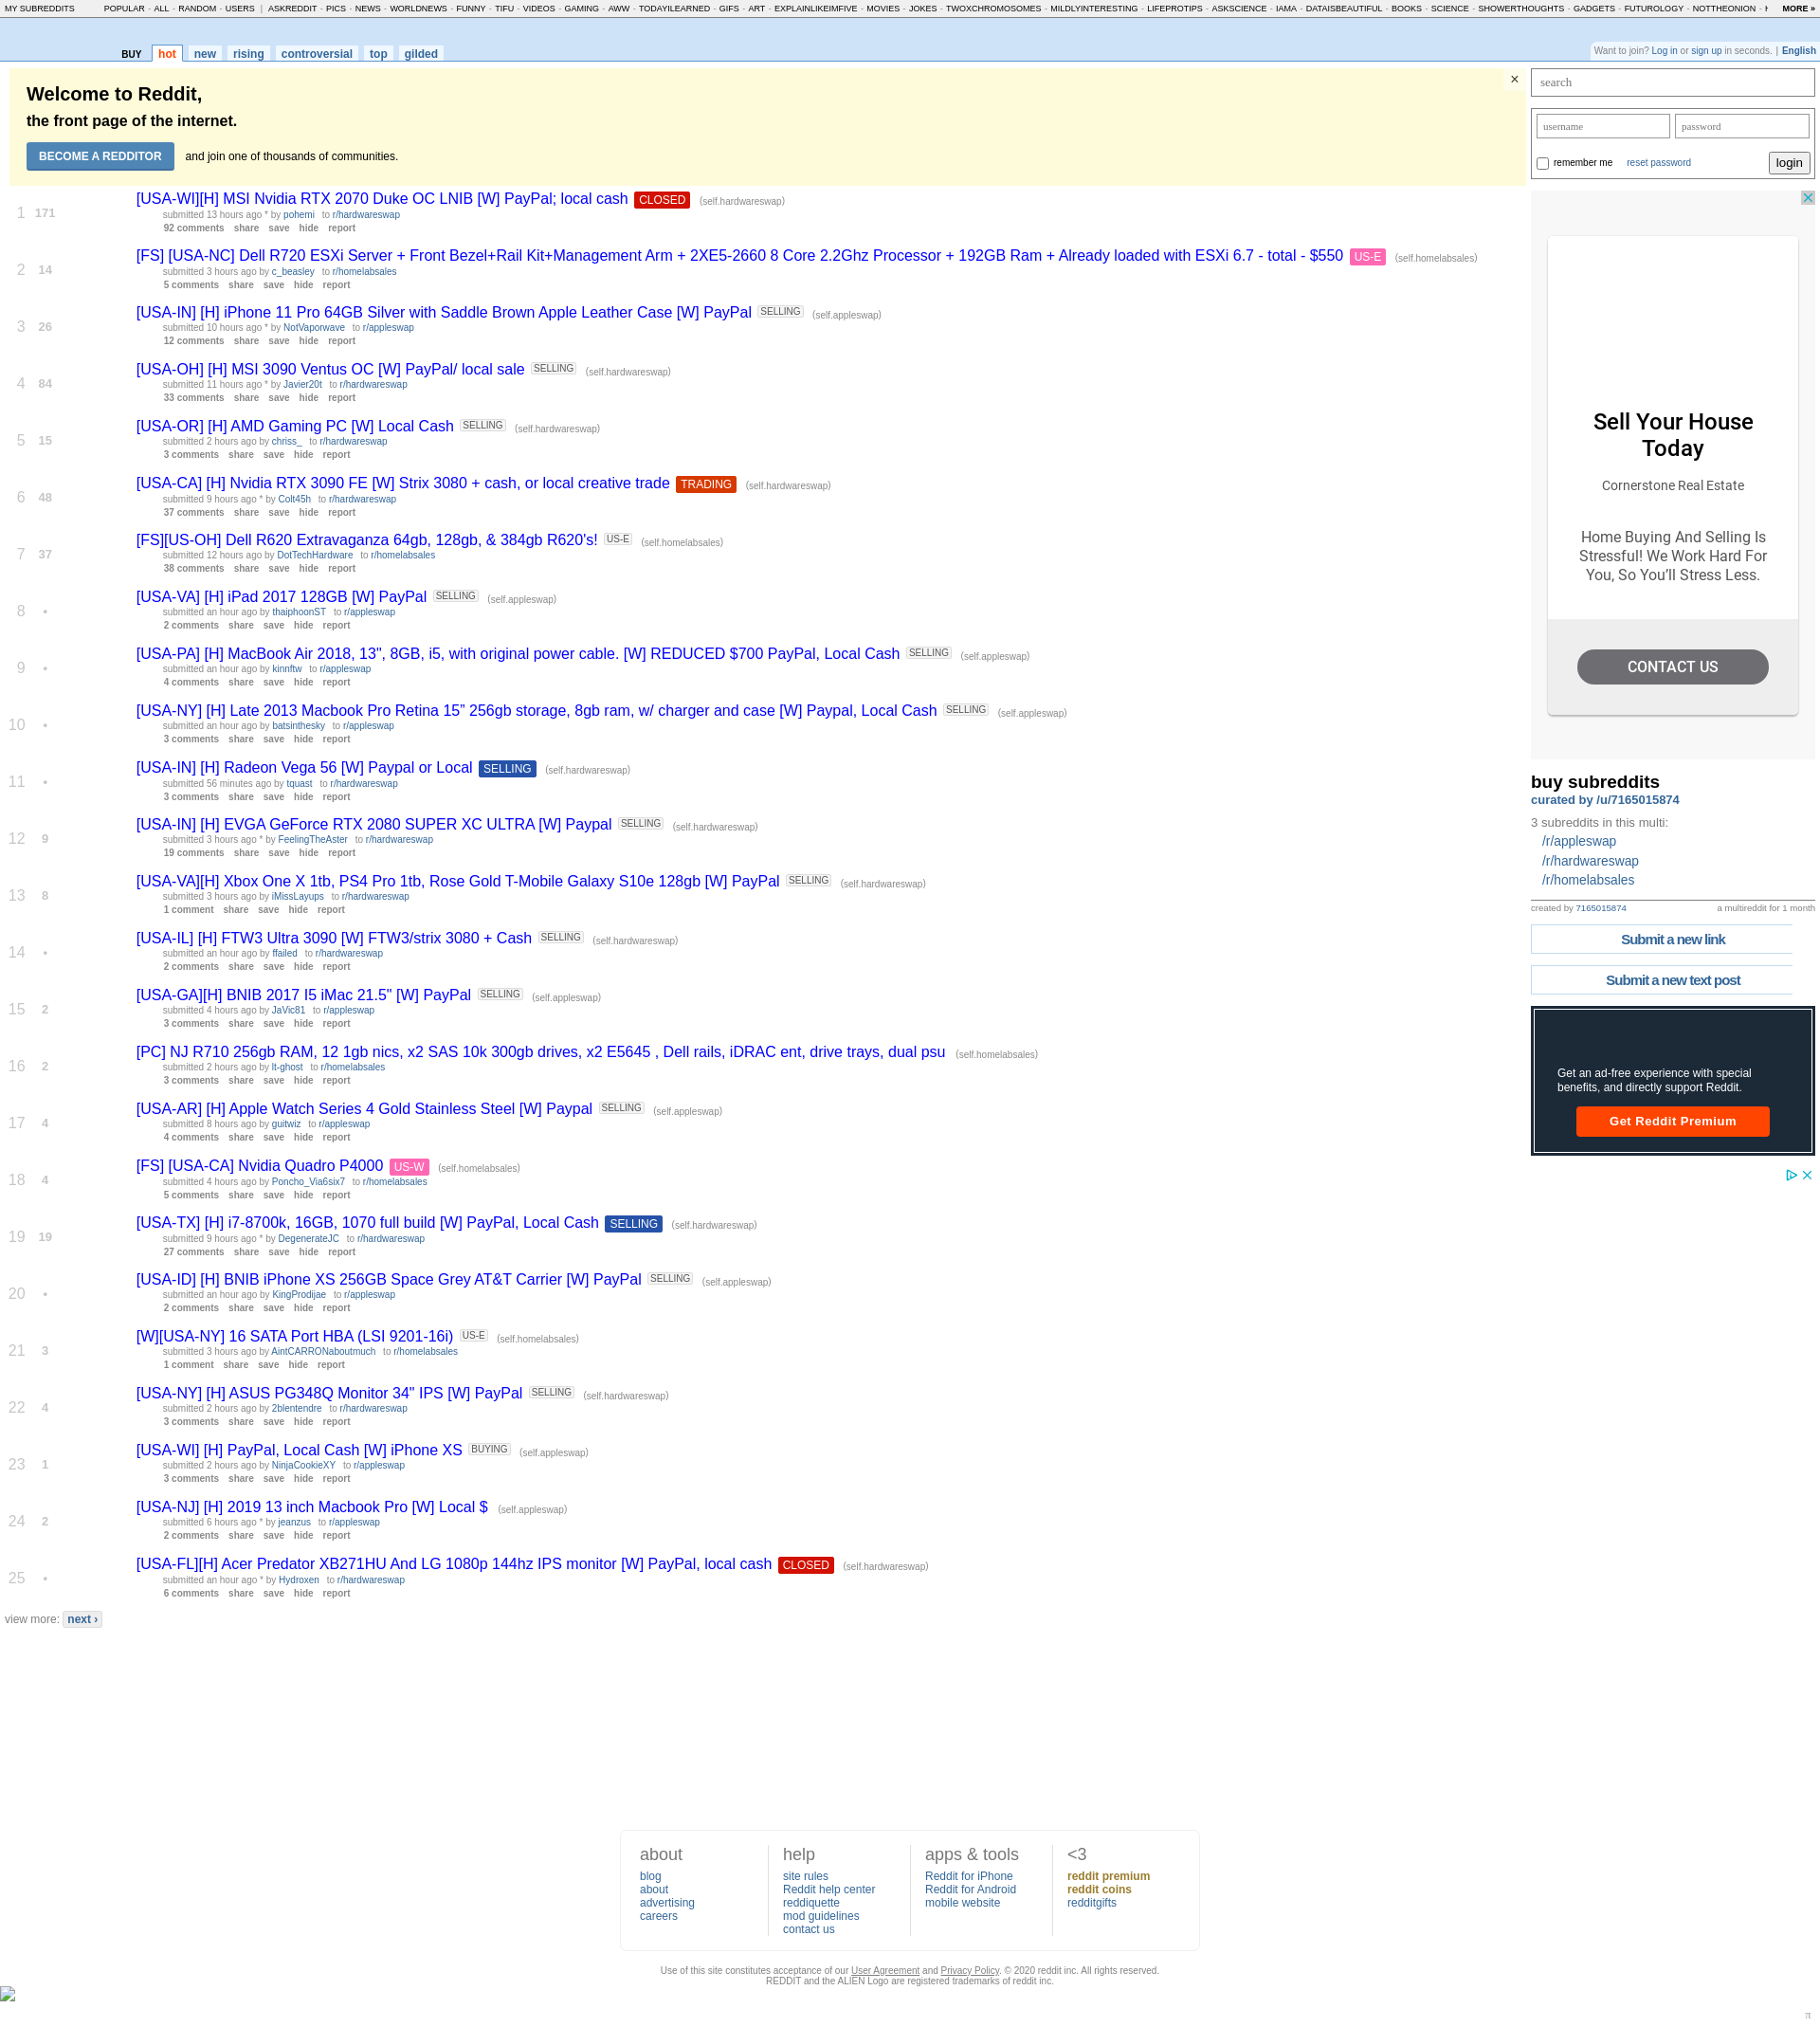 MY SUBREDDITS POPULAR - ALL - RANDOM - USERS | ASKREDDIT - PICS - NEWS - WORLDNEWS - FUNNY - TIFU - VIDEOS - GAMING - AWW - TODAYILEARNED - GIFS - ART - EXPLAINLIKEIMFIVE - MOVIES - JOKES - TWOXCHROMOSOMES - MILDLYINTERESTING - LIFEPROTIPS - ASKSCIENCE - IAMA - DATAISBEAUTIFUL - BOOKS - SCIENCE - SHOWERTHOUGHTS - GADGETS - FUTUROLOGY - NOTTHEONION - MORE »
BUY hot new rising controversial top gilded
Want to join? Log in or sign up in seconds. | English
Welcome to Reddit,
the front page of the internet.
BECOME A REDDITOR and join one of thousands of communities.
×
1 171 [USA-WI][H] MSI Nvidia RTX 2070 Duke OC LNIB [W] PayPal; local cash CLOSED (self.hardwareswap)
submitted 13 hours ago * by pohemi to r/hardwareswap
92 comments share save hide report
2 14 [FS] [USA-NC] Dell R720 ESXi Server + Front Bezel+Rail Kit+Management Arm + 2XE5-2660 8 Core 2.2Ghz Processor + 192GB Ram + Already loaded with ESXi 6.7 - total - $550 US-E (self.homelabsales)
submitted 3 hours ago by c_beasley to r/homelabsales
5 comments share save hide report
3 26 [USA-IN] [H] iPhone 11 Pro 64GB Silver with Saddle Brown Apple Leather Case [W] PayPal SELLING (self.appleswap)
submitted 10 hours ago * by NotVaporwave to r/appleswap
12 comments share save hide report
4 84 [USA-OH] [H] MSI 3090 Ventus OC [W] PayPal/ local sale SELLING (self.hardwareswap)
submitted 11 hours ago * by Javier20t to r/hardwareswap
33 comments share save hide report
5 15 [USA-OR] [H] AMD Gaming PC [W] Local Cash SELLING (self.hardwareswap)
submitted 2 hours ago by chriss_ to r/hardwareswap
3 comments share save hide report
6 48 [USA-CA] [H] Nvidia RTX 3090 FE [W] Strix 3080 + cash, or local creative trade TRADING (self.hardwareswap)
submitted 9 hours ago * by Colt45h to r/hardwareswap
37 comments share save hide report
7 37 [FS][US-OH] Dell R620 Extravaganza 64gb, 128gb, & 384gb R620's! US-E (self.homelabsales)
submitted 12 hours ago by DotTechHardware to r/homelabsales
38 comments share save hide report
8 • [USA-VA] [H] iPad 2017 128GB [W] PayPal SELLING (self.appleswap)
submitted an hour ago by thaiphoonST to r/appleswap
2 comments share save hide report
9 • [USA-PA] [H] MacBook Air 2018, 13", 8GB, i5, with original power cable. [W] REDUCED $700 PayPal, Local Cash SELLING (self.appleswap)
submitted an hour ago by kinnftw to r/appleswap
4 comments share save hide report
10 • [USA-NY] [H] Late 2013 Macbook Pro Retina 15” 256gb storage, 8gb ram, w/ charger and case [W] Paypal, Local Cash SELLING (self.appleswap)
submitted an hour ago by batsinthesky to r/appleswap
3 comments share save hide report
11 • [USA-IN] [H] Radeon Vega 56 [W] Paypal or Local SELLING (self.hardwareswap)
submitted 56 minutes ago by tquast to r/hardwareswap
3 comments share save hide report
12 9 [USA-IN] [H] EVGA GeForce RTX 2080 SUPER XC ULTRA [W] Paypal SELLING (self.hardwareswap)
submitted 3 hours ago * by FeelingTheAster to r/hardwareswap
19 comments share save hide report
13 8 [USA-VA][H] Xbox One X 1tb, PS4 Pro 1tb, Rose Gold T-Mobile Galaxy S10e 128gb [W] PayPal SELLING (self.hardwareswap)
submitted 3 hours ago by iMissLayups to r/hardwareswap
1 comment share save hide report
14 • [USA-IL] [H] FTW3 Ultra 3090 [W] FTW3/strix 3080 + Cash SELLING (self.hardwareswap)
submitted an hour ago by ffailed to r/hardwareswap
2 comments share save hide report
15 2 [USA-GA][H] BNIB 2017 I5 iMac 21.5" [W] PayPal SELLING (self.appleswap)
submitted 4 hours ago by JaVic81 to r/appleswap
3 comments share save hide report
16 2 [PC] NJ R710 256gb RAM, 12 1gb nics, x2 SAS 10k 300gb drives, x2 E5645 , Dell rails, iDRAC ent, drive trays, dual psu (self.homelabsales)
submitted 2 hours ago by lt-ghost to r/homelabsales
3 comments share save hide report
17 4 [USA-AR] [H] Apple Watch Series 4 Gold Stainless Steel [W] Paypal SELLING (self.appleswap)
submitted 8 hours ago by guitwiz to r/appleswap
4 comments share save hide report
18 4 [FS] [USA-CA] Nvidia Quadro P4000 US-W (self.homelabsales)
submitted 4 hours ago by Poncho_Via6six7 to r/homelabsales
5 comments share save hide report
19 19 [USA-TX] [H] i7-8700k, 16GB, 1070 full build [W] PayPal, Local Cash SELLING (self.hardwareswap)
submitted 9 hours ago * by DegenerateJC to r/hardwareswap
27 comments share save hide report
20 • [USA-ID] [H] BNIB iPhone XS 256GB Space Grey AT&T Carrier [W] PayPal SELLING (self.appleswap)
submitted an hour ago by KingProdijae to r/appleswap
2 comments share save hide report
21 3 [W][USA-NY] 16 SATA Port HBA (LSI 9201-16i) US-E (self.homelabsales)
submitted 3 hours ago by AintCARRONaboutmuch to r/homelabsales
1 comment share save hide report
22 4 [USA-NY] [H] ASUS PG348Q Monitor 34" IPS [W] PayPal SELLING (self.hardwareswap)
submitted 2 hours ago by 2blentendre to r/hardwareswap
3 comments share save hide report
23 1 [USA-WI] [H] PayPal, Local Cash [W] iPhone XS BUYING (self.appleswap)
submitted 2 hours ago by NinjaCookieXY to r/appleswap
3 comments share save hide report
24 2 [USA-NJ] [H] 2019 13 inch Macbook Pro [W] Local $ (self.appleswap)
submitted 6 hours ago * by jeanzus to r/appleswap
2 comments share save hide report
25 • [USA-FL][H] Acer Predator XB271HU And LG 1080p 144hz IPS monitor [W] PayPal, local cash CLOSED (self.hardwareswap)
submitted an hour ago * by Hydroxen to r/hardwareswap
6 comments share save hide report
view more: next ›
search
username password
remember me reset password login
Sell Your House
Today
Cornerstone Real Estate
Home Buying And Selling Is
Stressful! We Work Hard For
You, So You’ll Stress Less.
CONTACT US
buy subreddits
curated by /u/7165015874
3 subreddits in this multi:
/r/appleswap
/r/hardwareswap
/r/homelabsales
created by 7165015874 a multireddit for 1 month
Submit a new link
Submit a new text post
Get an ad-free experience with special
benefits, and directly support Reddit.
Get Reddit Premium
about help apps & tools <3
blog site rules Reddit for iPhone reddit premium
about Reddit help center Reddit for Android reddit coins
advertising reddiquette mobile website redditgifts
careers mod guidelines
contact us
Use of this site constitutes acceptance of our User Agreement and Privacy Policy. © 2020 reddit inc. All rights reserved.
REDDIT and the ALIEN Logo are registered trademarks of reddit inc.
π